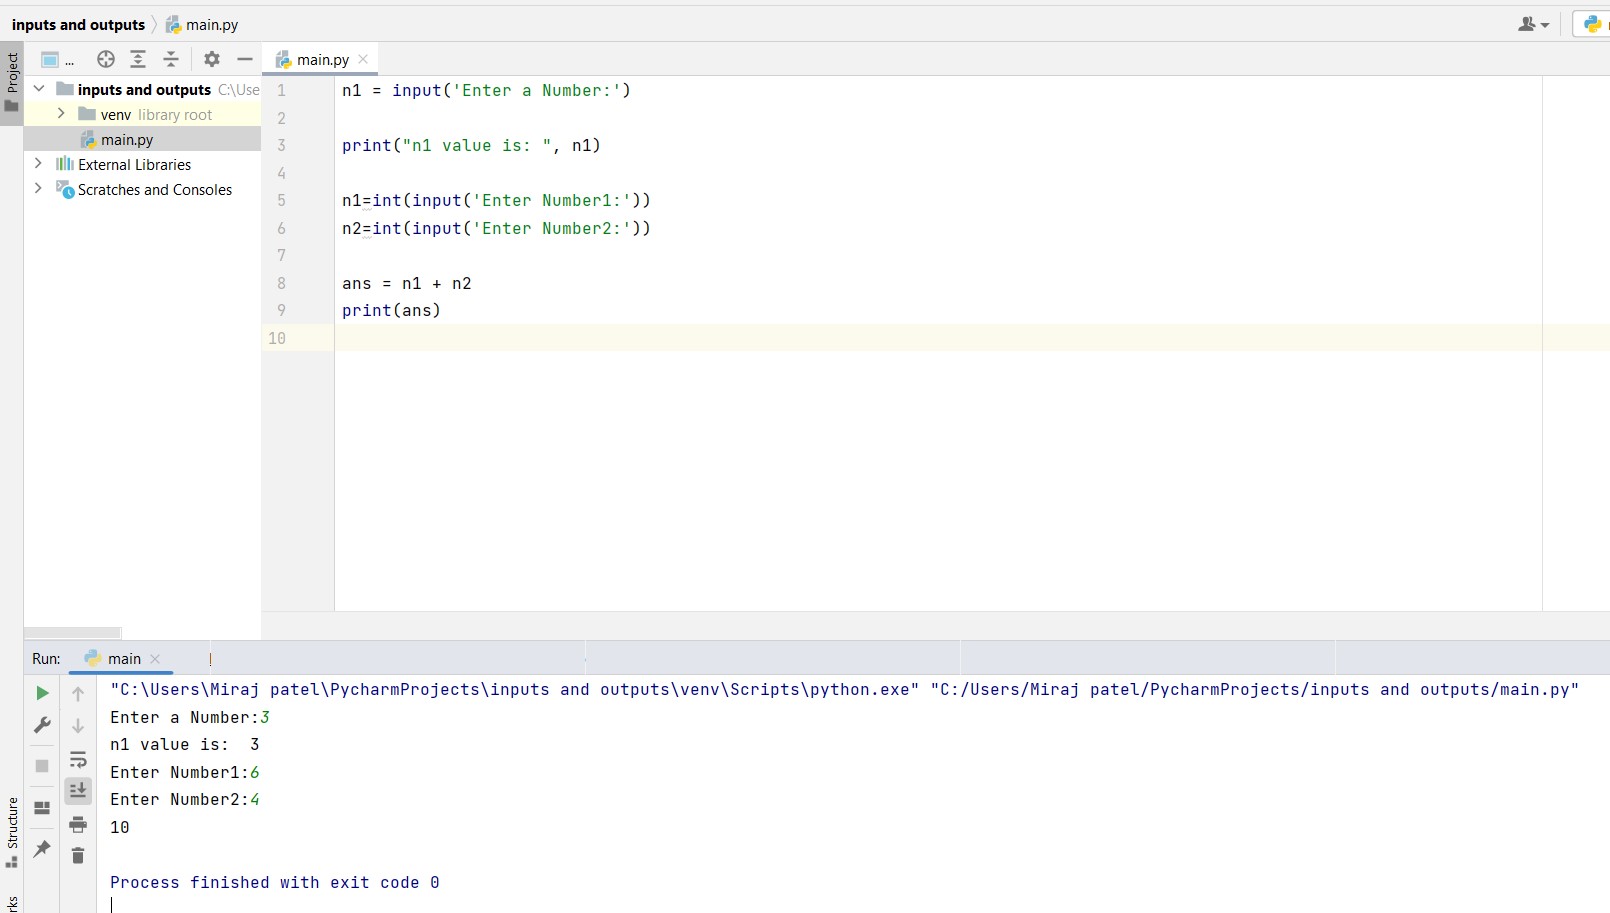 inputs and outputs main.py
Project
...
main.py
inputs and outputs C:\Use
venv library root
main.py
External Libraries
Scratches and Consoles
1 n1 = input('Enter a Number:')
2
3 print("n1 value is: ", n1)
4
5 n1=int(input('Enter Number1:'))
6 n2=int(input('Enter Number2:'))
7
8 ans = n1 + n2
9 print(ans)
10
Run: main
"C:\Users\Miraj patel\PycharmProjects\inputs and outputs\venv\Scripts\python.exe" "C:/Users/Miraj patel/PycharmProjects/inputs and outputs/main.py"
Enter a Number:3
n1 value is:  3
Enter Number1:6
Enter Number2:4
10
Process finished with exit code 0
Structure